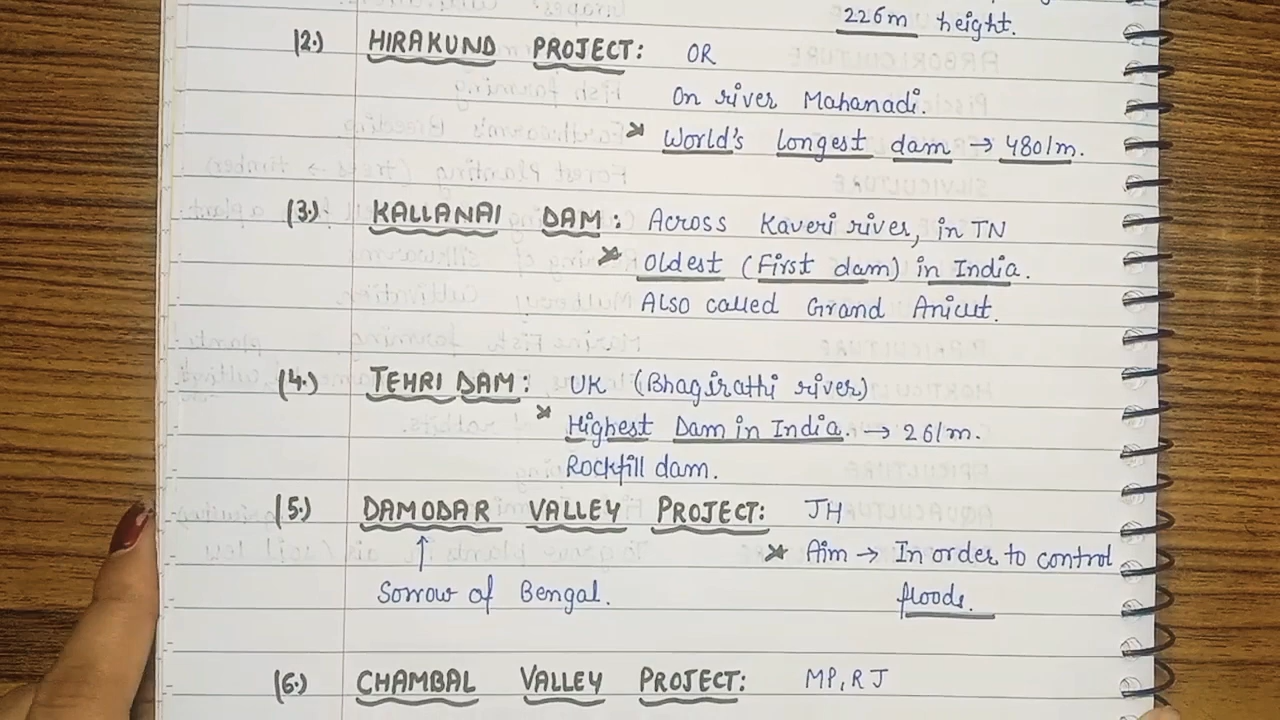 226m height.
(2.) HIRAKUND PROJECT: OR
On river Mahanadi.
* World's longest dam → 4801m.
(3.) KALLANAI DAM: Across Kaveri river, in TN
* Oldest (First dam) in India.
Also called Grand Anicut.
(4.) TEHRI DAM: UK (Bhagirathi river)
* Highest Dam in India. → 261m.
Rockfill dam.
(5.) DAMODAR VALLEY PROJECT: JH
* Aim → In order to control
↑
Sorrow of Bengal. floods.
(6.) CHAMBAL VALLEY PROJECT: MP, RJ